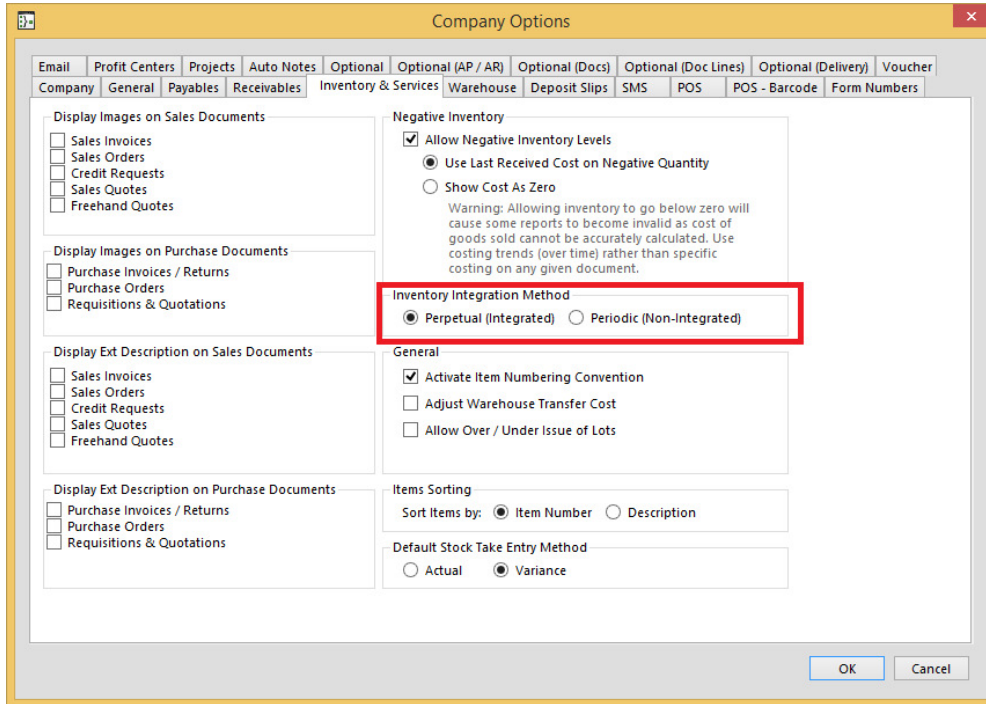 Company Options
Email Profit Centers Projects Auto Notes Optional Optional (AP / AR) Optional (Docs) Optional (Doc Lines) Optional (Delivery) Voucher
Company General Payables Receivables Inventory & Services Warehouse Deposit Slips SMS POS POS - Barcode Form Numbers
Display Images on Sales Documents
Sales Invoices
Sales Orders
Credit Requests
Sales Quotes
Freehand Quotes
Display Images on Purchase Documents
Purchase Invoices / Returns
Purchase Orders
Requisitions & Quotations
Display Ext Description on Sales Documents
Sales Invoices
Sales Orders
Credit Requests
Sales Quotes
Freehand Quotes
Display Ext Description on Purchase Documents
Purchase Invoices / Returns
Purchase Orders
Requisitions & Quotations
Negative Inventory
Allow Negative Inventory Levels
Use Last Received Cost on Negative Quantity
Show Cost As Zero
Warning: Allowing inventory to go below zero will
cause some reports to become invalid as cost of
goods sold cannot be accurately calculated. Use
costing trends (over time) rather than specific
costing on any given document.
Inventory Integration Method
Perpetual (Integrated) Periodic (Non-Integrated)
General
Activate Item Numbering Convention
Adjust Warehouse Transfer Cost
Allow Over / Under Issue of Lots
Items Sorting
Sort Items by: Item Number Description
Default Stock Take Entry Method
Actual Variance
OK Cancel